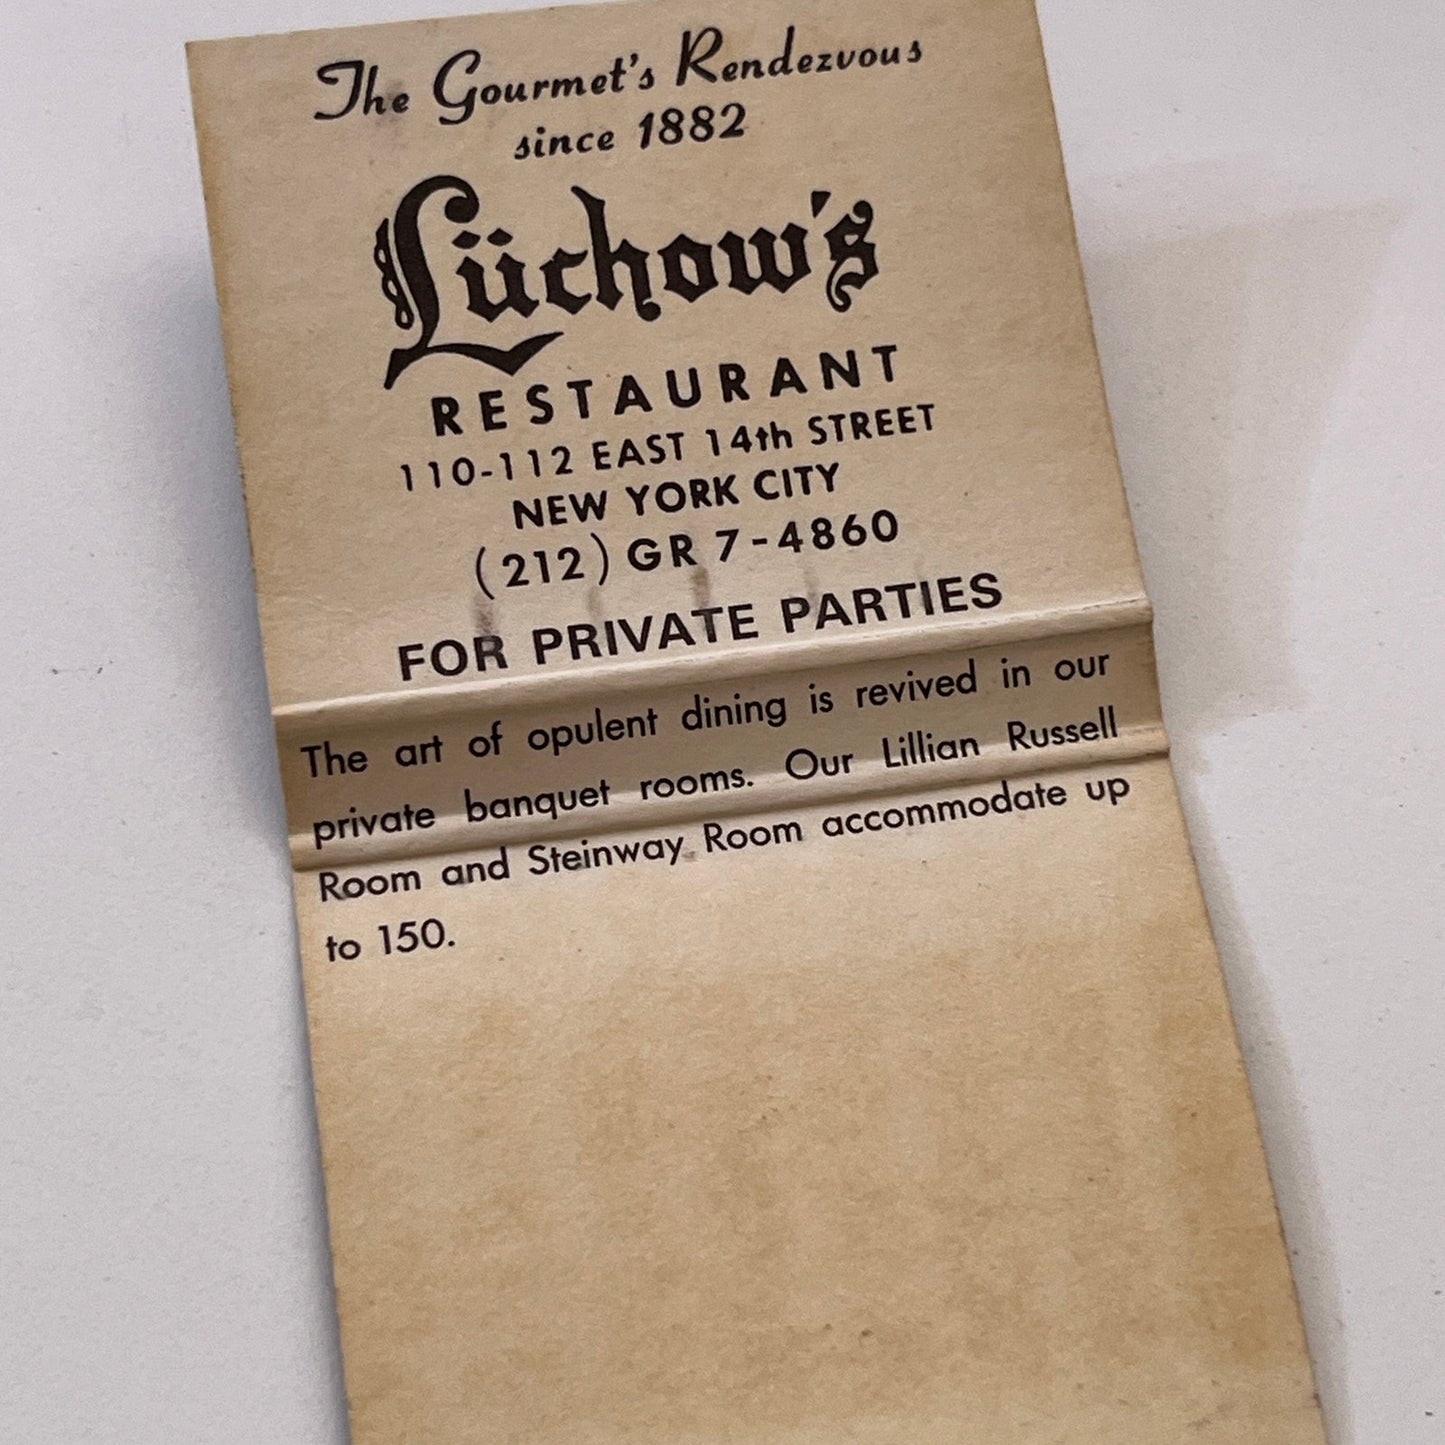 The Gourmet's Rendezvous
since 1882
Lüchow's
RESTAURANT
110-112 EAST 14th STREET
NEW YORK CITY
(212) GR 7-4860
FOR PRIVATE PARTIES
The art of opulent dining is revived in our
private banquet rooms. Our Lillian Russell
Room and Steinway Room accommodate up
to 150.